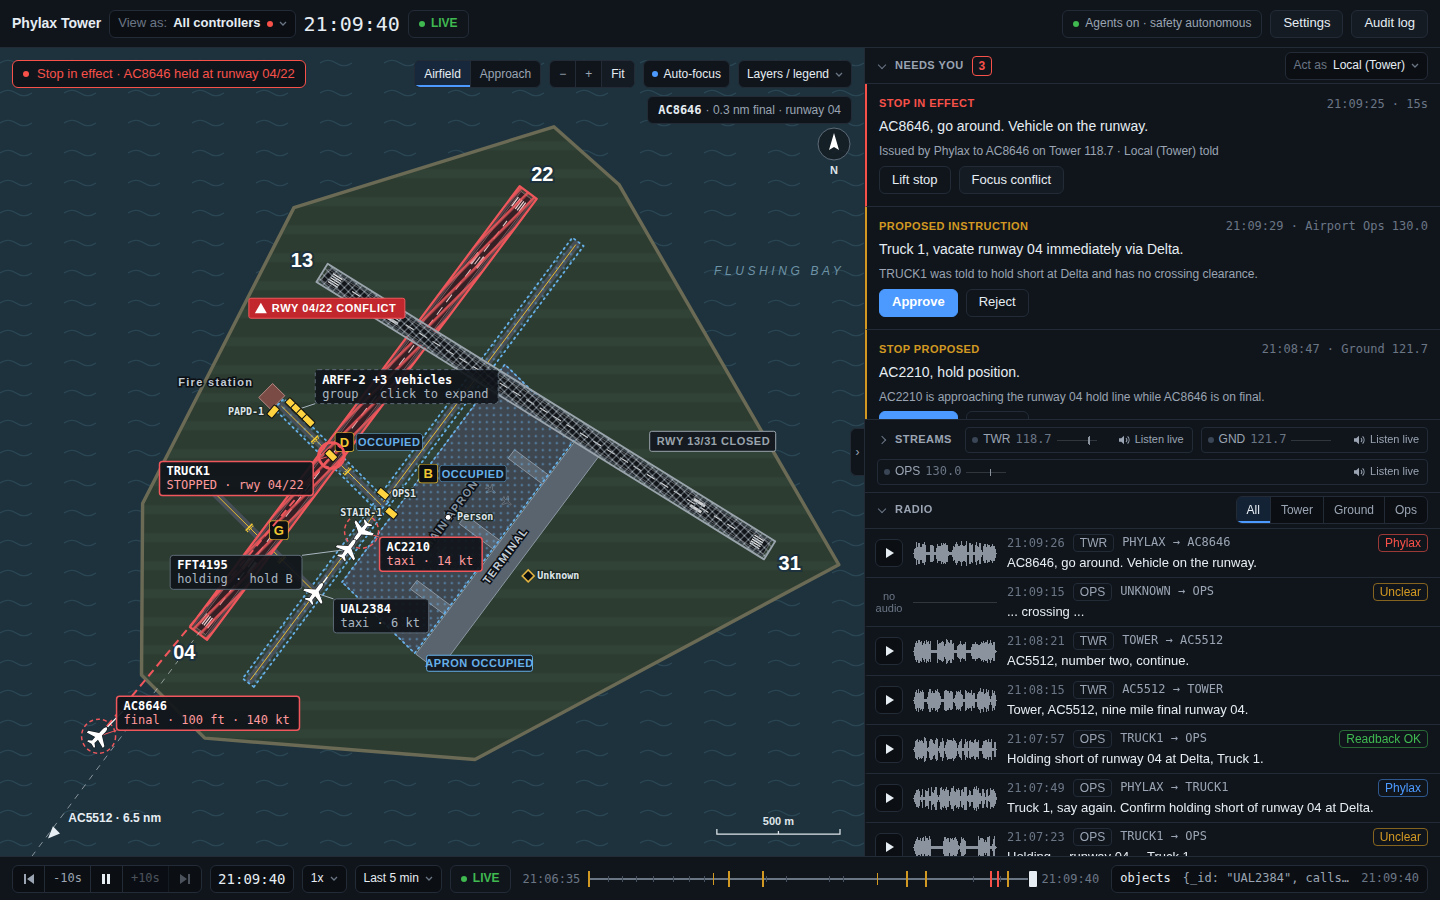 Phylax Tower
View as: All controllers
21:09:40
LIVE
Agents on · safety autonomous
Settings
Audit log
Stop in effect · AC8646 held at runway 04/22
Airfield
Approach
−
+
Fit
Auto-focus
Layers / legend
AC8646 · 0.3 nm final · runway 04
N
22
13
FLUSHING BAY
RWY 04/22 CONFLICT
Fire station
ARFF-2 +3 vehicles
group · click to expand
PAPD-1
D
OCCUPIED
RWY 13/31 CLOSED
TRUCK1
STOPPED · rwy 04/22
B
OCCUPIED
OPS1
STAIR-1
Person
G
AC2210
taxi · 14 kt
TERMINAL
FFT4195
holding · hold B
31
Unknown
UAL2384
taxi · 6 kt
04
APRON OCCUPIED
AC8646
final · 100 ft · 140 kt
AC5512 · 6.5 nm
500 m
NEEDS YOU 3
Act as Local (Tower)
STOP IN EFFECT
21:09:25 · 15s
AC8646, go around. Vehicle on the runway.
Issued by Phylax to AC8646 on Tower 118.7 · Local (Tower) told
Lift stop
Focus conflict
PROPOSED INSTRUCTION
21:09:29 · Airport Ops 130.0
Truck 1, vacate runway 04 immediately via Delta.
TRUCK1 was told to hold short at Delta and has no crossing clearance.
Approve
Reject
STOP PROPOSED
21:08:47 · Ground 121.7
AC2210, hold position.
AC2210 is approaching the runway 04 hold line while AC8646 is on final.
STREAMS
TWR 118.7
Listen live
GND 121.7
Listen live
OPS 130.0
Listen live
RADIO
All
Tower
Ground
Ops
21:09:26 TWR PHYLAX → AC8646
Phylax
AC8646, go around. Vehicle on the runway.
no audio
21:09:15 OPS UNKNOWN → OPS
Unclear
... crossing ...
21:08:21 TWR TOWER → AC5512
AC5512, number two, continue.
21:08:15 TWR AC5512 → TOWER
Tower, AC5512, nine mile final runway 04.
21:07:57 OPS TRUCK1 → OPS
Readback OK
Holding short of runway 04 at Delta, Truck 1.
21:07:49 OPS PHYLAX → TRUCK1
Phylax
Truck 1, say again. Confirm holding short of runway 04 at Delta.
21:07:23 OPS TRUCK1 → OPS
Unclear
-10s
+10s
21:09:40
1x
Last 5 min
LIVE
21:06:35
21:09:40
objects {_id: "UAL2384", calls… 21:09:40